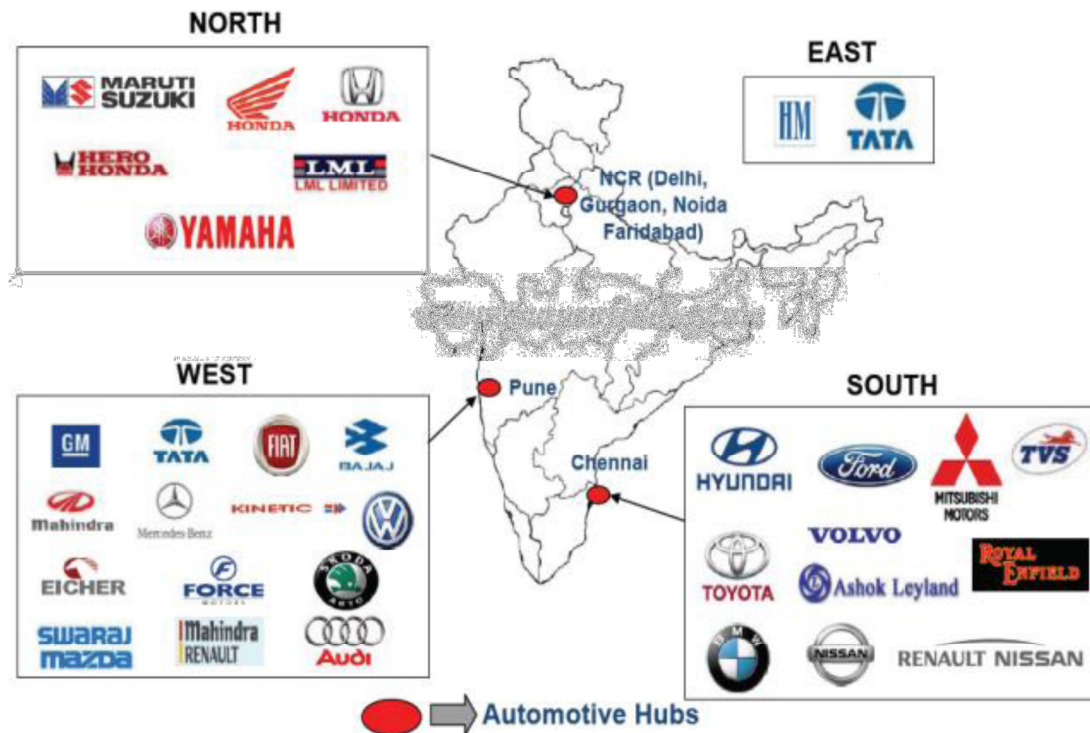 NORTH
MARUTI
SUZUKI
HONDA
HONDA
HERO
HONDA
LML
LML LIMITED
YAMAHA
EAST
HM
TATA
NCR (Delhi,
Gurgaon, Noida
Faridabad)
WEST
GM
TATA
FIAT
BAJAJ
Mahindra
Mercedes-Benz
KINETIC
VW
EICHER
FORCE
MOTORS
SKODA
AUTO
SWARAJ
MAZDA
Mahindra
RENAULT
Audi
Pune
Chennai
SOUTH
HYUNDAI
Ford
MITSUBISHI
MOTORS
TVS
TOYOTA
VOLVO
Ashok Leyland
ROYAL
ENFIELD
BMW
NISSAN
RENAULT NISSAN
Automotive Hubs